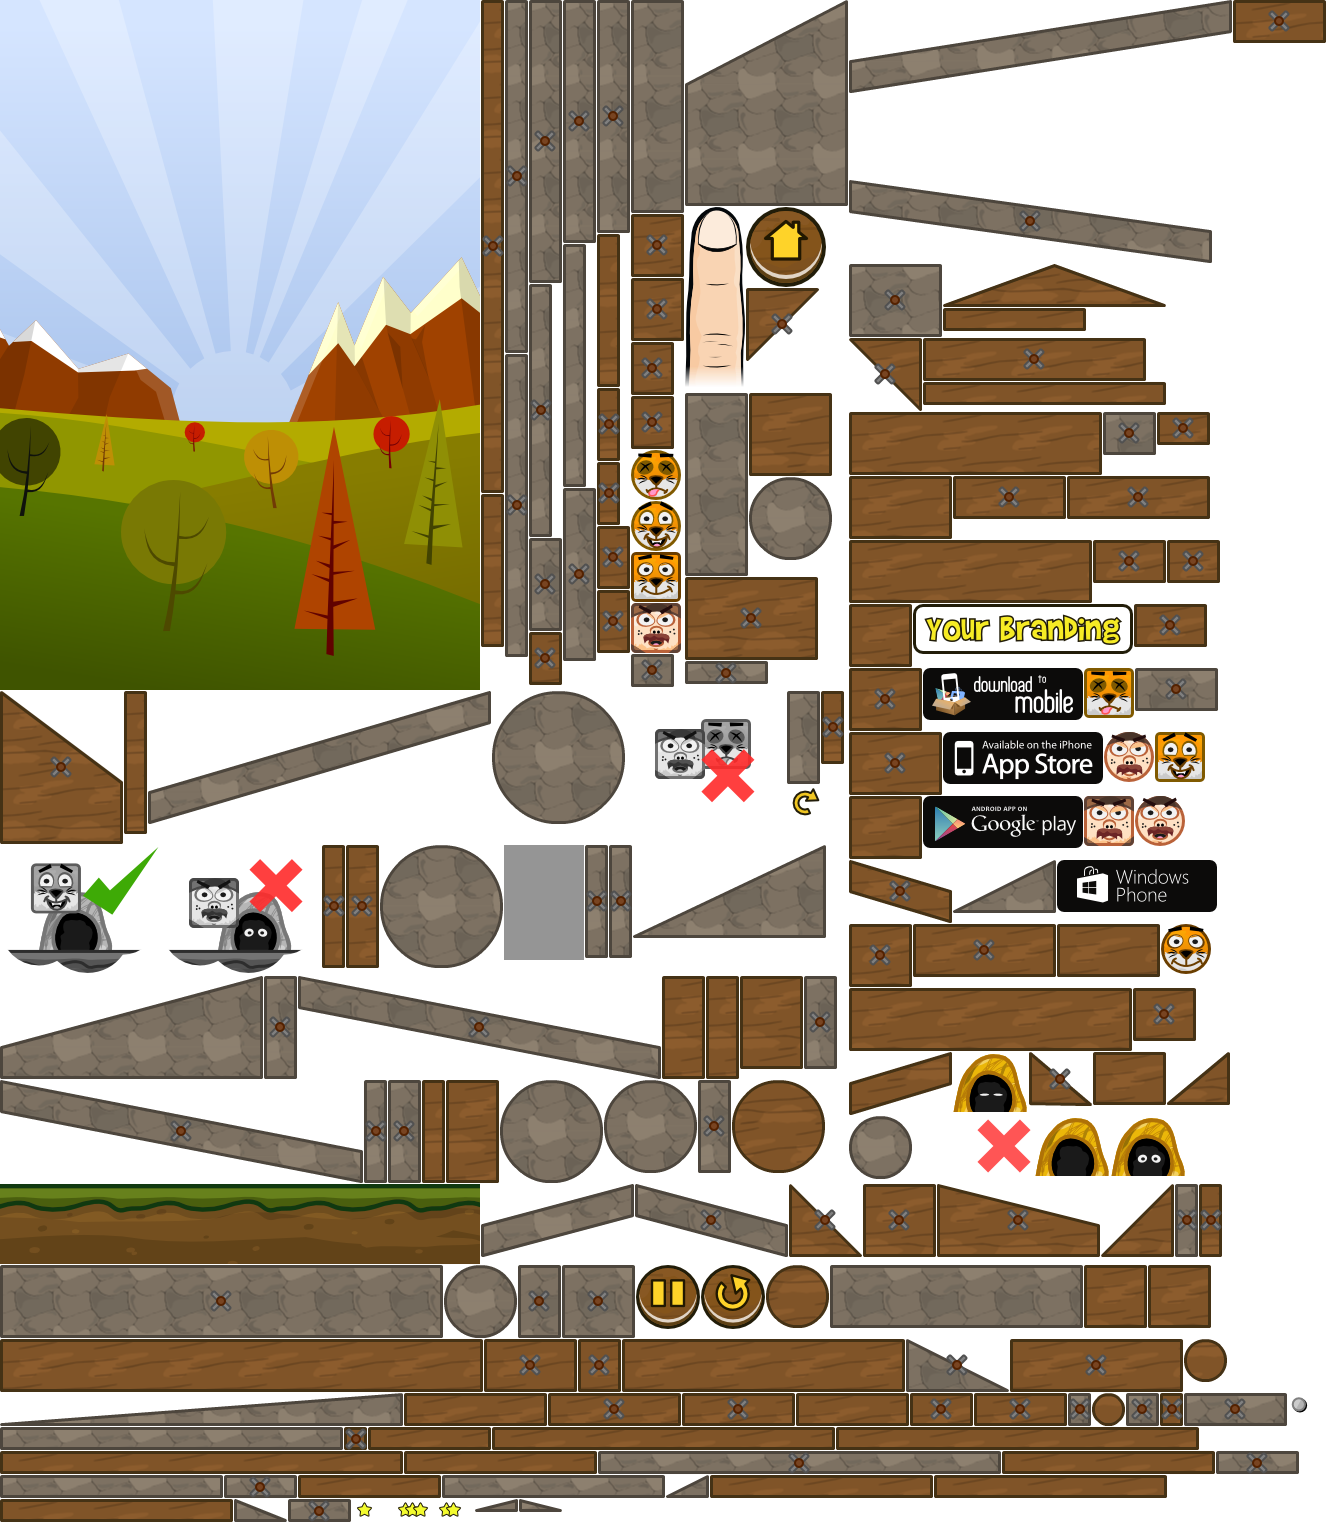 Your Branding
download to
mobile
Available on the iPhone
App Store
ANDROID APP ON
Google play
Windows
Phone